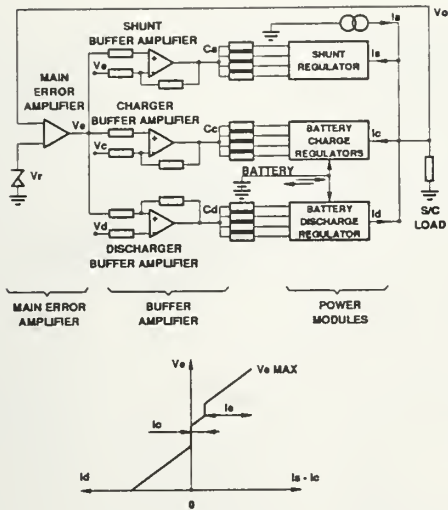 SHUNT
BUFFER AMPLIFIER
Ia
Vo
MAIN
ERROR
AMPLIFIER
Vs
Cs
SHUNT
REGULATOR
Is
CHARGER
BUFFER AMPLIFIER
Ve
Vc
Cc
BATTERY
CHARGE
REGULATORS
Ic
Vr
BATTERY
Vd
Cd
BATTERY
DISCHARGE
REGULATOR
Id
S/C
LOAD
DISCHARGER
BUFFER AMPLIFIER
MAIN ERROR
AMPLIFIER
BUFFER
AMPLIFIER
POWER
MODULES
Ve
Ve MAX
Ic
Is
Id
Is - Ic
0